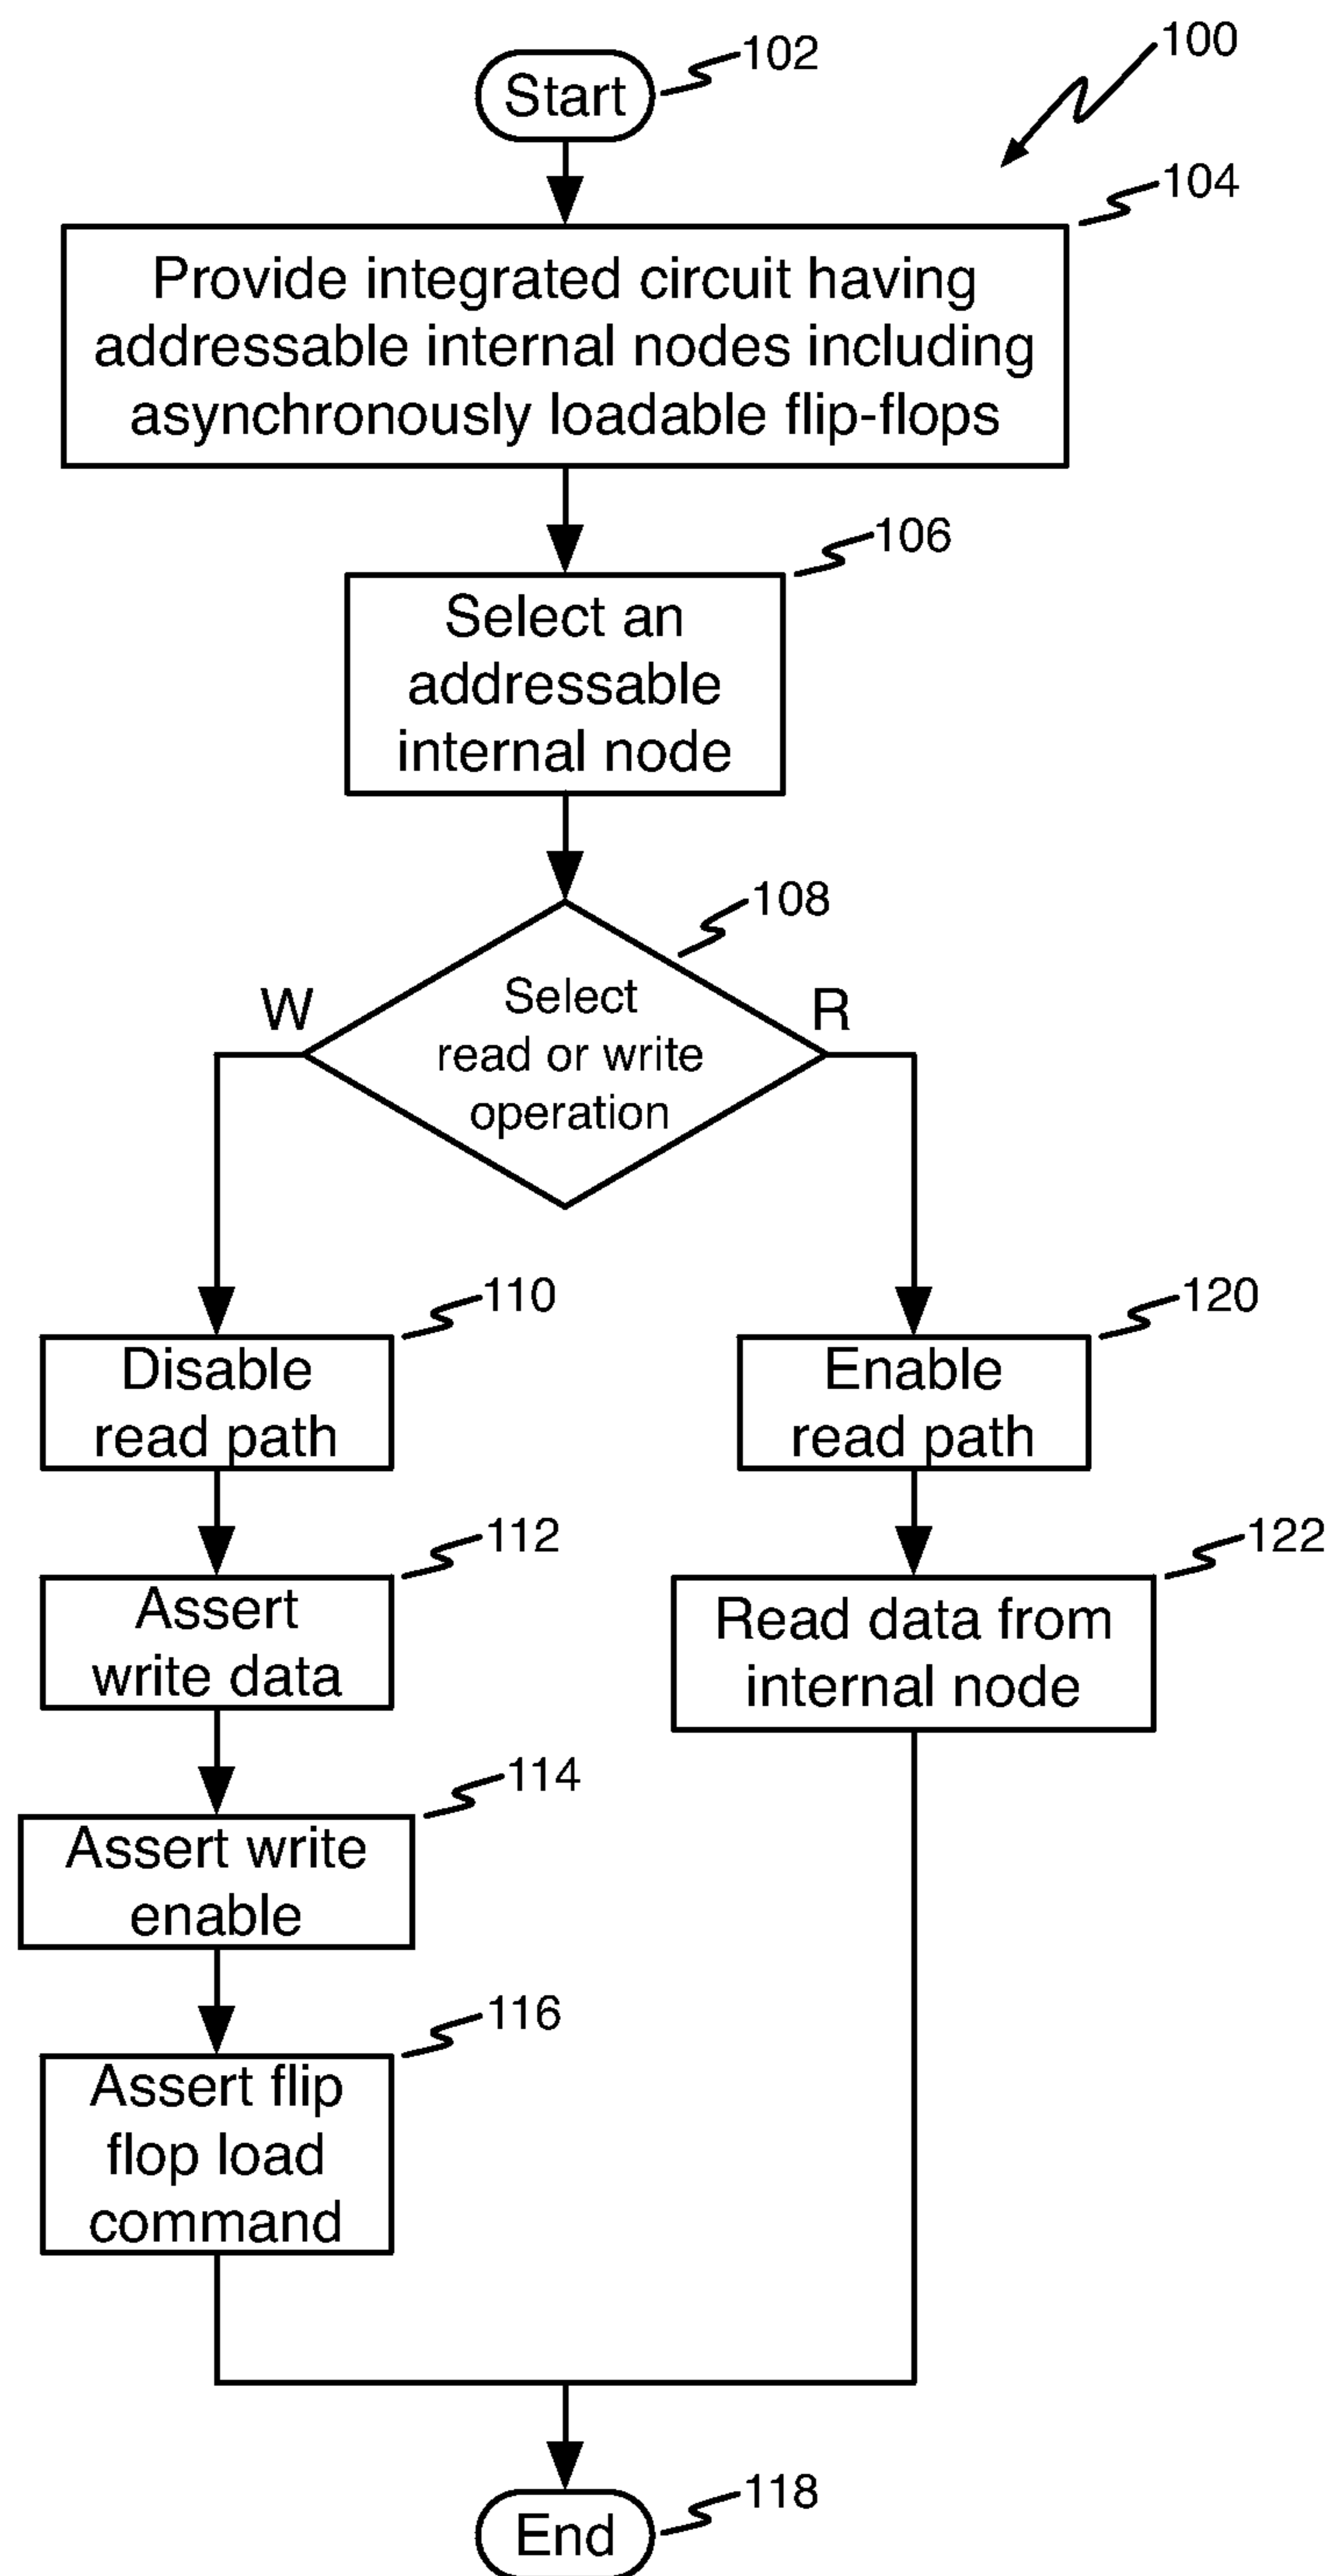 100
102
Start
104
Provide integrated circuit having
addressable internal nodes including
asynchronously loadable flip-flops
106
Select an
addressable
internal node
108
W
R
Select
read or write
operation
110
Disable
read path
112
Assert
write data
114
Assert write
enable
116
Assert flip
flop load
command
120
Enable
read path
122
Read data from
internal node
118
End